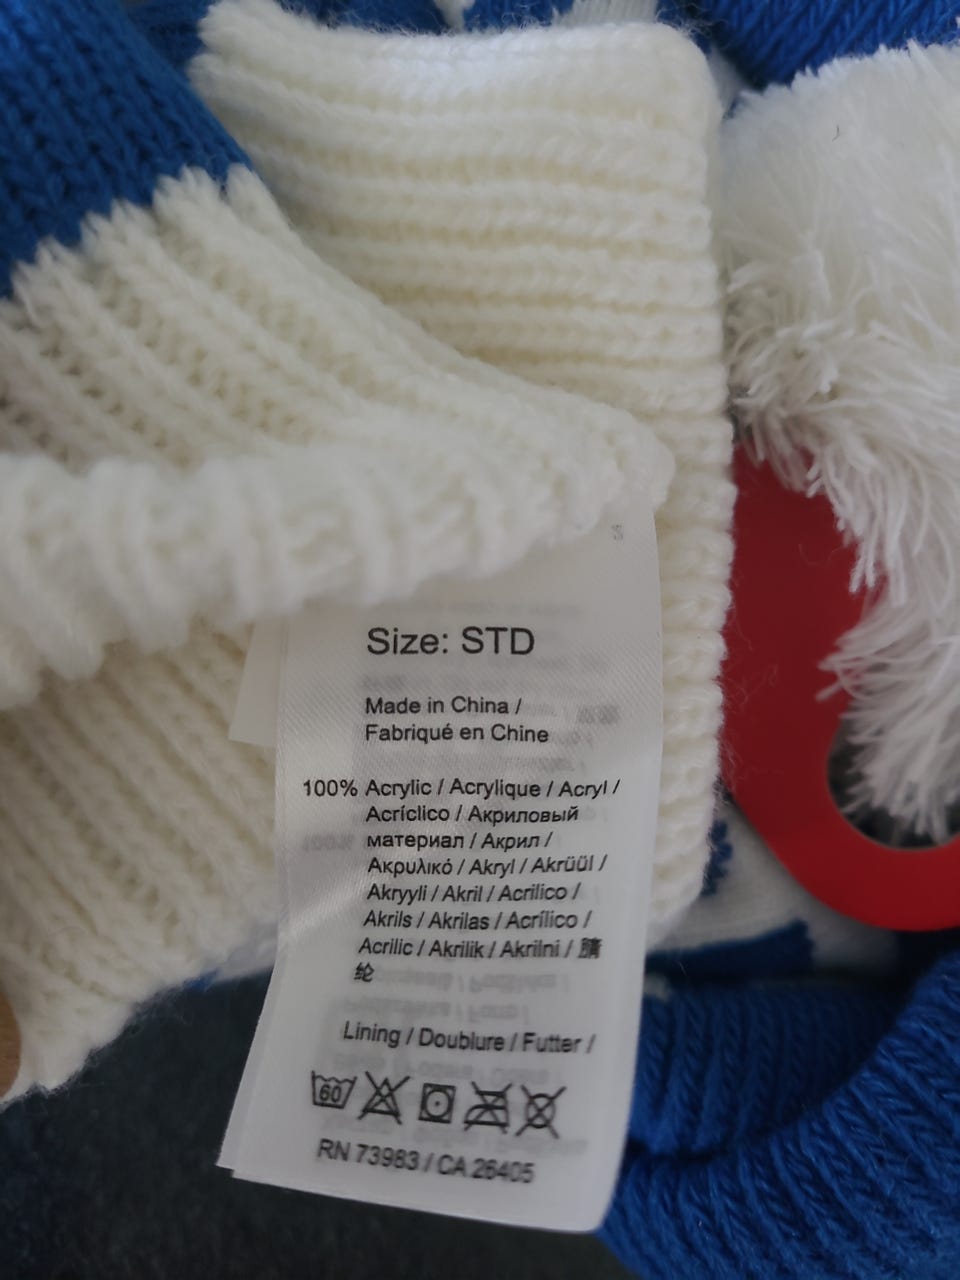 Size: STD
Made in China /
Fabriqué en Chine
100% Acrylic / Acrylique / Acryl /
Acríclico / Акриловый
материал / Акрил /
Ακρυλικό / Akryl / Akrüül /
Akryyli / Akril / Acrilico /
Akrils / Akrilas / Acrílico /
Acrilic / Akrilik / Akrilni / 腈
纶
Lining / Doublure / Futter /
60
RN 73983 / CA 26405